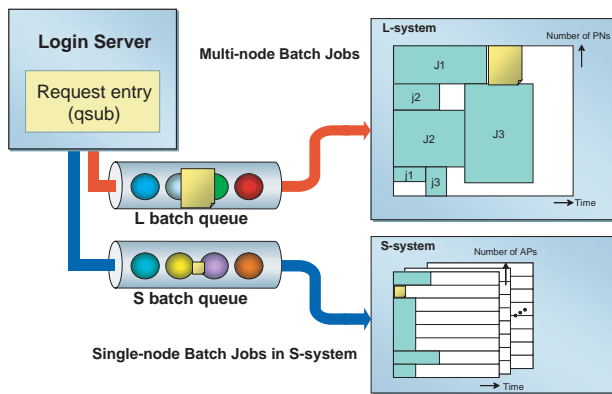 Login Server
Request entry
(qsub)
Multi-node Batch Jobs
L batch queue
S batch queue
Single-node Batch Jobs in S-system
L-system
Number of PNs
J1
j2
J2
J3
j1
j3
Time
S-system
Number of APs
Time